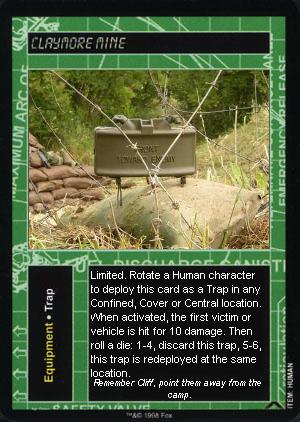 CLAYMORE MINE
MAXIMUM ARC OF
EMERGENCY RELEASE
FRONT
TOWARD ENEMY
Equipment • Trap
Limited. Rotate a Human character
to deploy this card as a Trap in any
Confined, Cover or Central location.
When activated, the first victim or
vehicle is hit for 10 damage. Then
roll a die: 1-4, discard this trap, 5-6,
this trap is redeployed at the same
location.
Remember Cliff, point them away from the
camp.
ITEM: HUMAN
SAFETY VALVE
™&© 1998 Fox